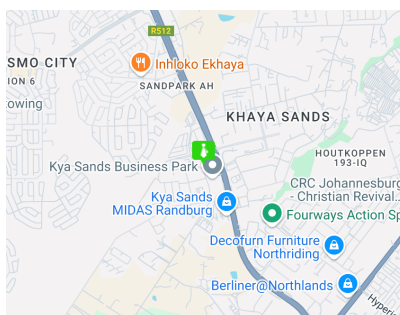 R512
SMO CITY
ION 6
owing
Inhloko Ekhaya
SANDPARK AH
KHAYA SANDS
HOUTKOPPEN
193-IQ
Kya Sands Business Park
CRC Johannesburg
- Christian Revival...
Kya Sands
MIDAS Randburg
Fourways Action Sp
Decofurn Furniture
Northriding
Berliner@Northlands
Hyperi